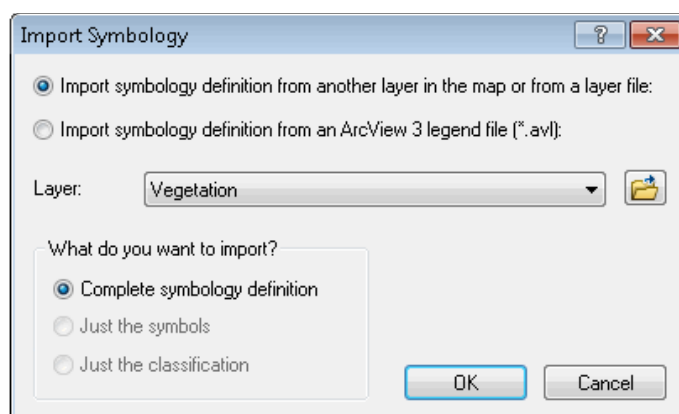 Import Symbology
Import symbology definition from another layer in the map or from a layer file:
Import symbology definition from an ArcView 3 legend file (*.avl):
Layer: Vegetation
What do you want to import?
Complete symbology definition
Just the symbols
Just the classification
OK Cancel